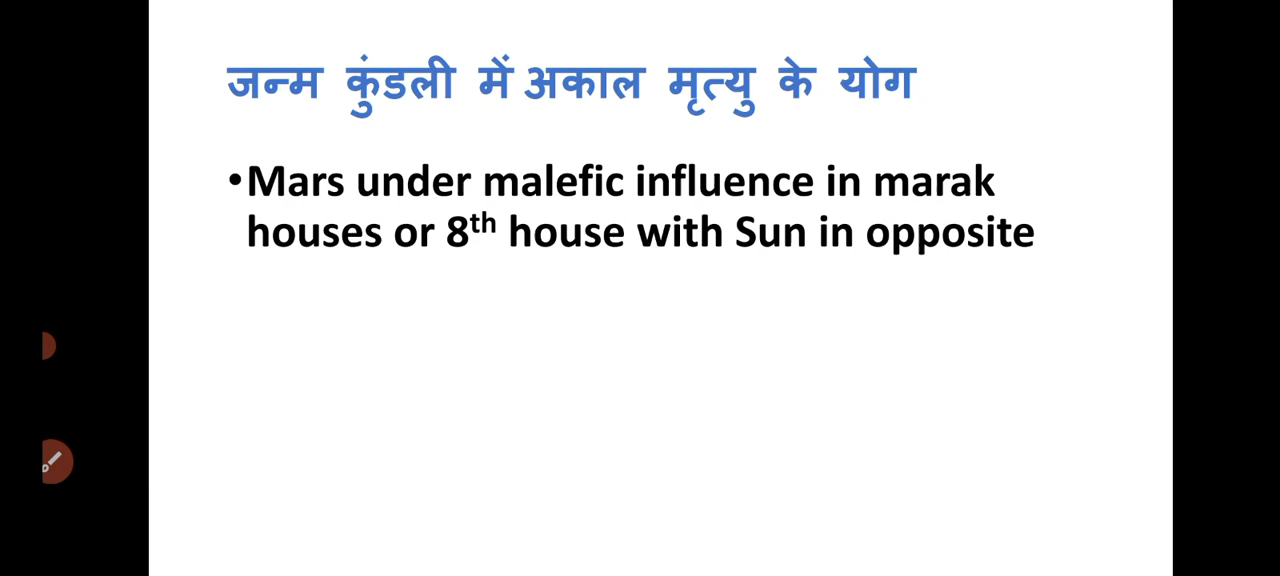 जन्म कुंडली में अकाल मृत्यु के योग
•Mars under malefic influence in marak
houses or 8th house with Sun in opposite